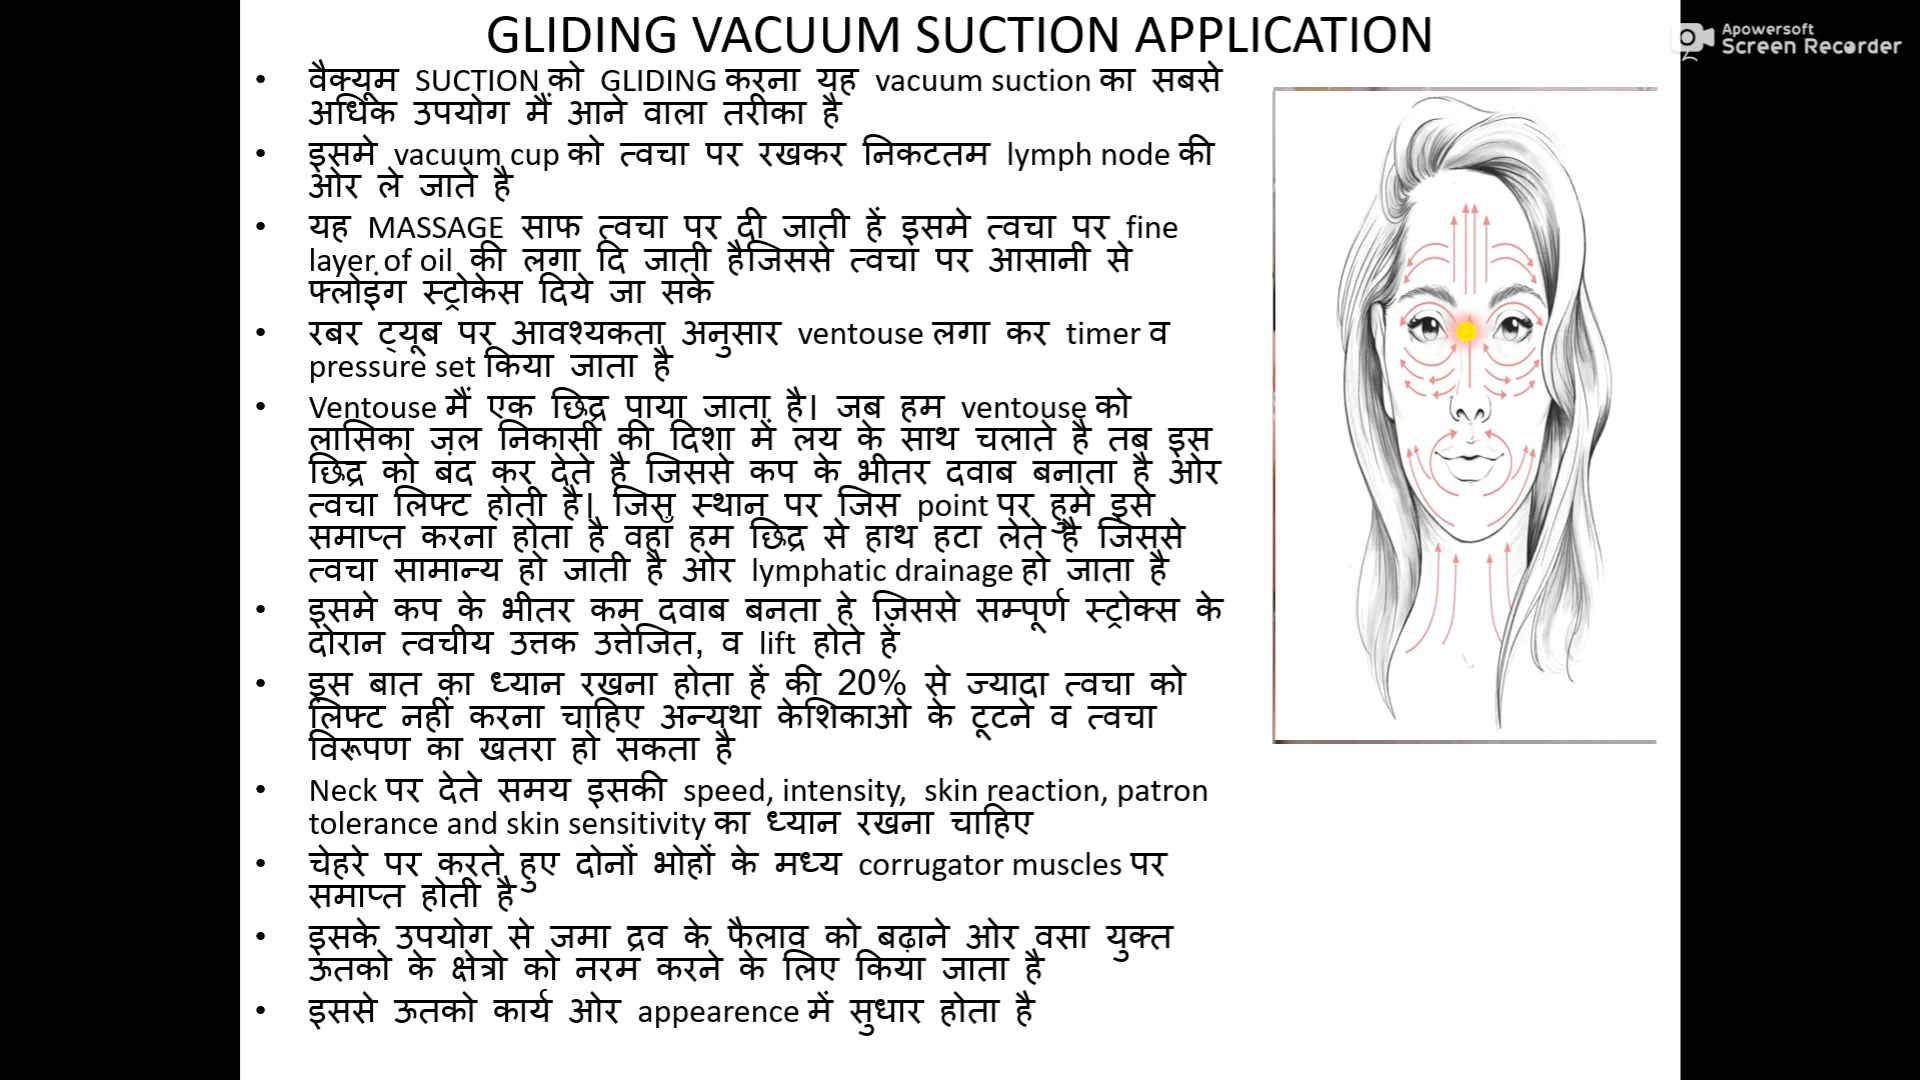 GLIDING VACUUM SUCTION APPLICATION
Apowersoft
Screen Recorder
• वैक्यूम SUCTION को GLIDING करना यह vacuum suction का सबसे
अधिक उपयोग मैं आने वाला तरीका है
• इसमे vacuum cup को त्वचा पर रखकर निकटतम lymph node की
ओर ले जाते है
• यह MASSAGE साफ त्वचा पर दी जाती हें इसमे त्वचा पर fine
layer of oil की लगा दि जाती हैजिससे त्वचा पर आसानी से
फ्लोइंग स्ट्रोकेस दिये जा सके
• रबर ट्यूब पर आवश्यकता अनुसार ventouse लगा कर timer व
pressure set किया जाता है
• Ventouse मैं एक छिद्र पाया जाता है। जब हम ventouse को
लासिका जल निकासी की दिशा में लय के साथ चलाते है तब इस
छिद्र को बंद कर देते है जिससे कप के भीतर दवाब बनाता है ओर
त्वचा लिफ्ट होती है। जिस स्थान पर जिस point पर हुमे इसे
समाप्त करना होता है वहाँ हम छिद्र से हाथ हटा लेते है जिससे
त्वचा सामान्य हो जाती है ओर lymphatic drainage हो जाता है
• इसमे कप के भीतर कम दवाब बनता हे जिससे सम्पूर्ण स्ट्रोक्स के
दोरान त्वचीय उत्तक उत्तेजित, व lift होते हें
• इस बात का ध्यान रखना होता हें की 20% से ज्यादा त्वचा को
लिफ्ट नहीं करना चाहिए अन्यथा केशिकाओ के टूटने व त्वचा
विरूपण का खतरा हो सकता है
• Neck पर देते समय इसकी speed, intensity, skin reaction, patron
tolerance and skin sensitivity का ध्यान रखना चाहिए
• चेहरे पर करते हुए दोनों भोहों के मध्य corrugator muscles पर
समाप्त होती है
• इसके उपयोग से जमा द्रव के फैलाव को बढ़ाने ओर वसा युक्त
ऊतको के क्षेत्रो को नरम करने के लिए किया जाता है
• इससे ऊतको कार्य ओर appearence में सुधार होता है